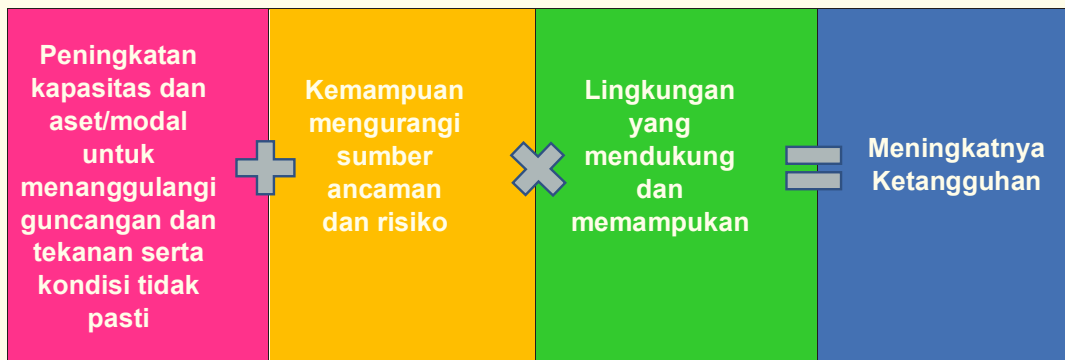 Peningkatan
kapasitas dan
aset/modal
untuk
menanggulangi
guncangan dan
tekanan serta
kondisi tidak
pasti
Kemampuan
mengurangi
sumber
ancaman
dan risiko
Lingkungan
yang
mendukung
dan
memampukan
Meningkatnya
Ketangguhan